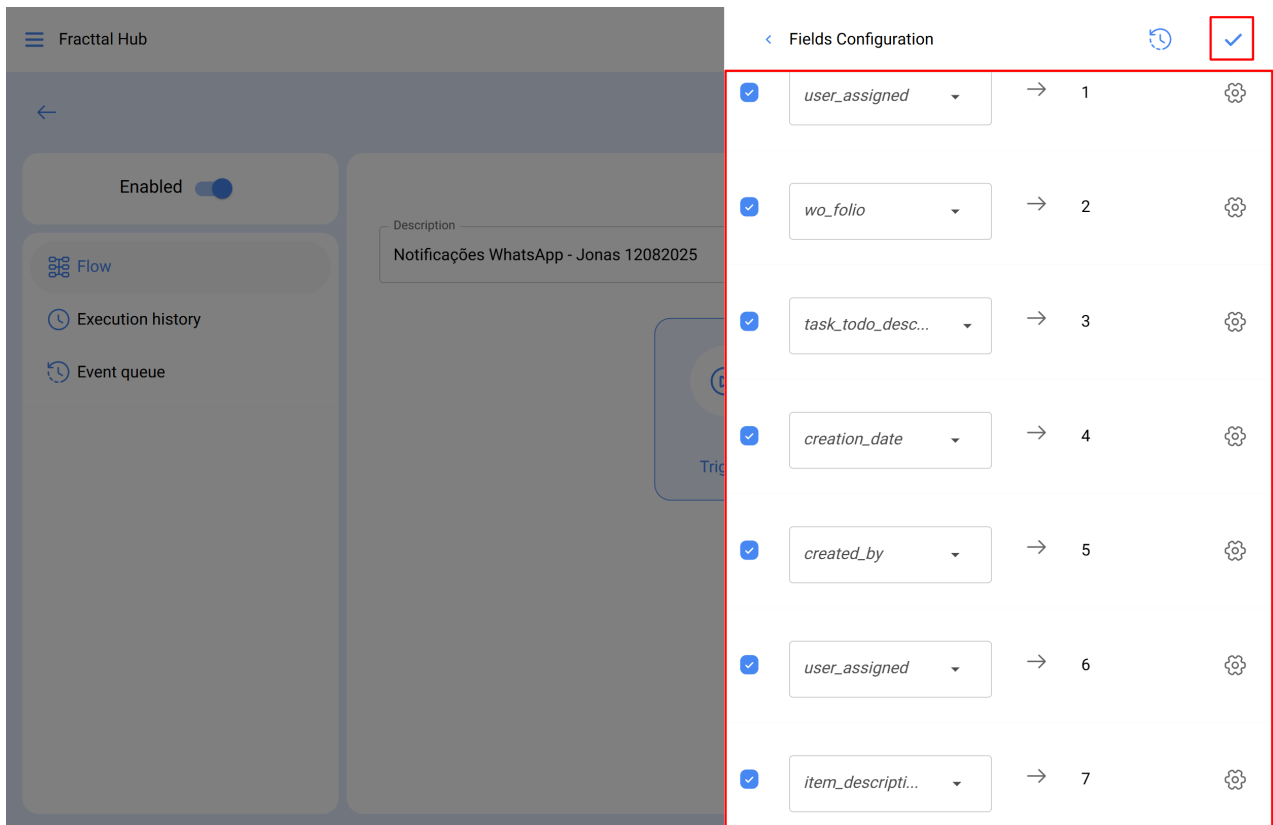 Fracttal Hub
Fields Configuration
Enabled
Flow
Execution history
Event queue
Description
Notificações WhatsApp - Jonas 12082025
Trig
user_assigned 1
wo_folio 2
task_todo_desc... 3
creation_date 4
created_by 5
user_assigned 6
item_descripti... 7